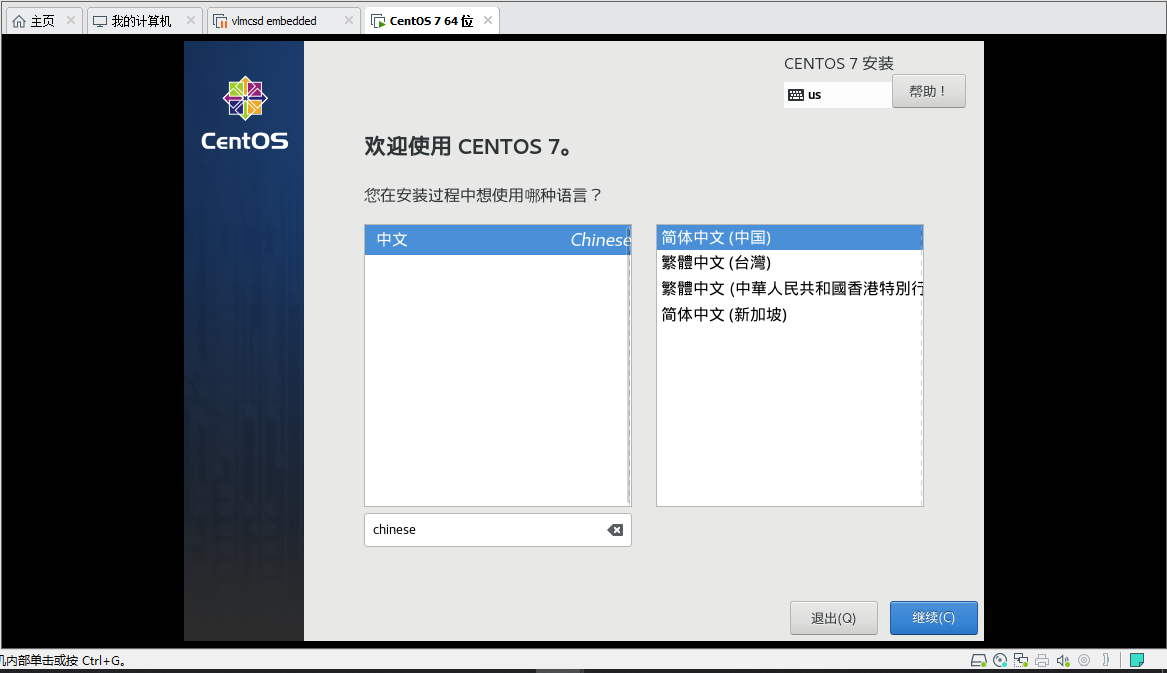 主页
我的计算机
vlmcsd embedded
CentOS 7 64 位
CentOS
CENTOS 7 安装
us
帮助！
欢迎使用 CENTOS 7。
您在安装过程中想使用哪种语言？
中文 Chinese
简体中文 (中国)
繁體中文 (台灣)
繁體中文 (中華人民共和國香港特別行
简体中文 (新加坡)
chinese
退出(Q)
继续(C)
机内部单击或按 Ctrl+G。